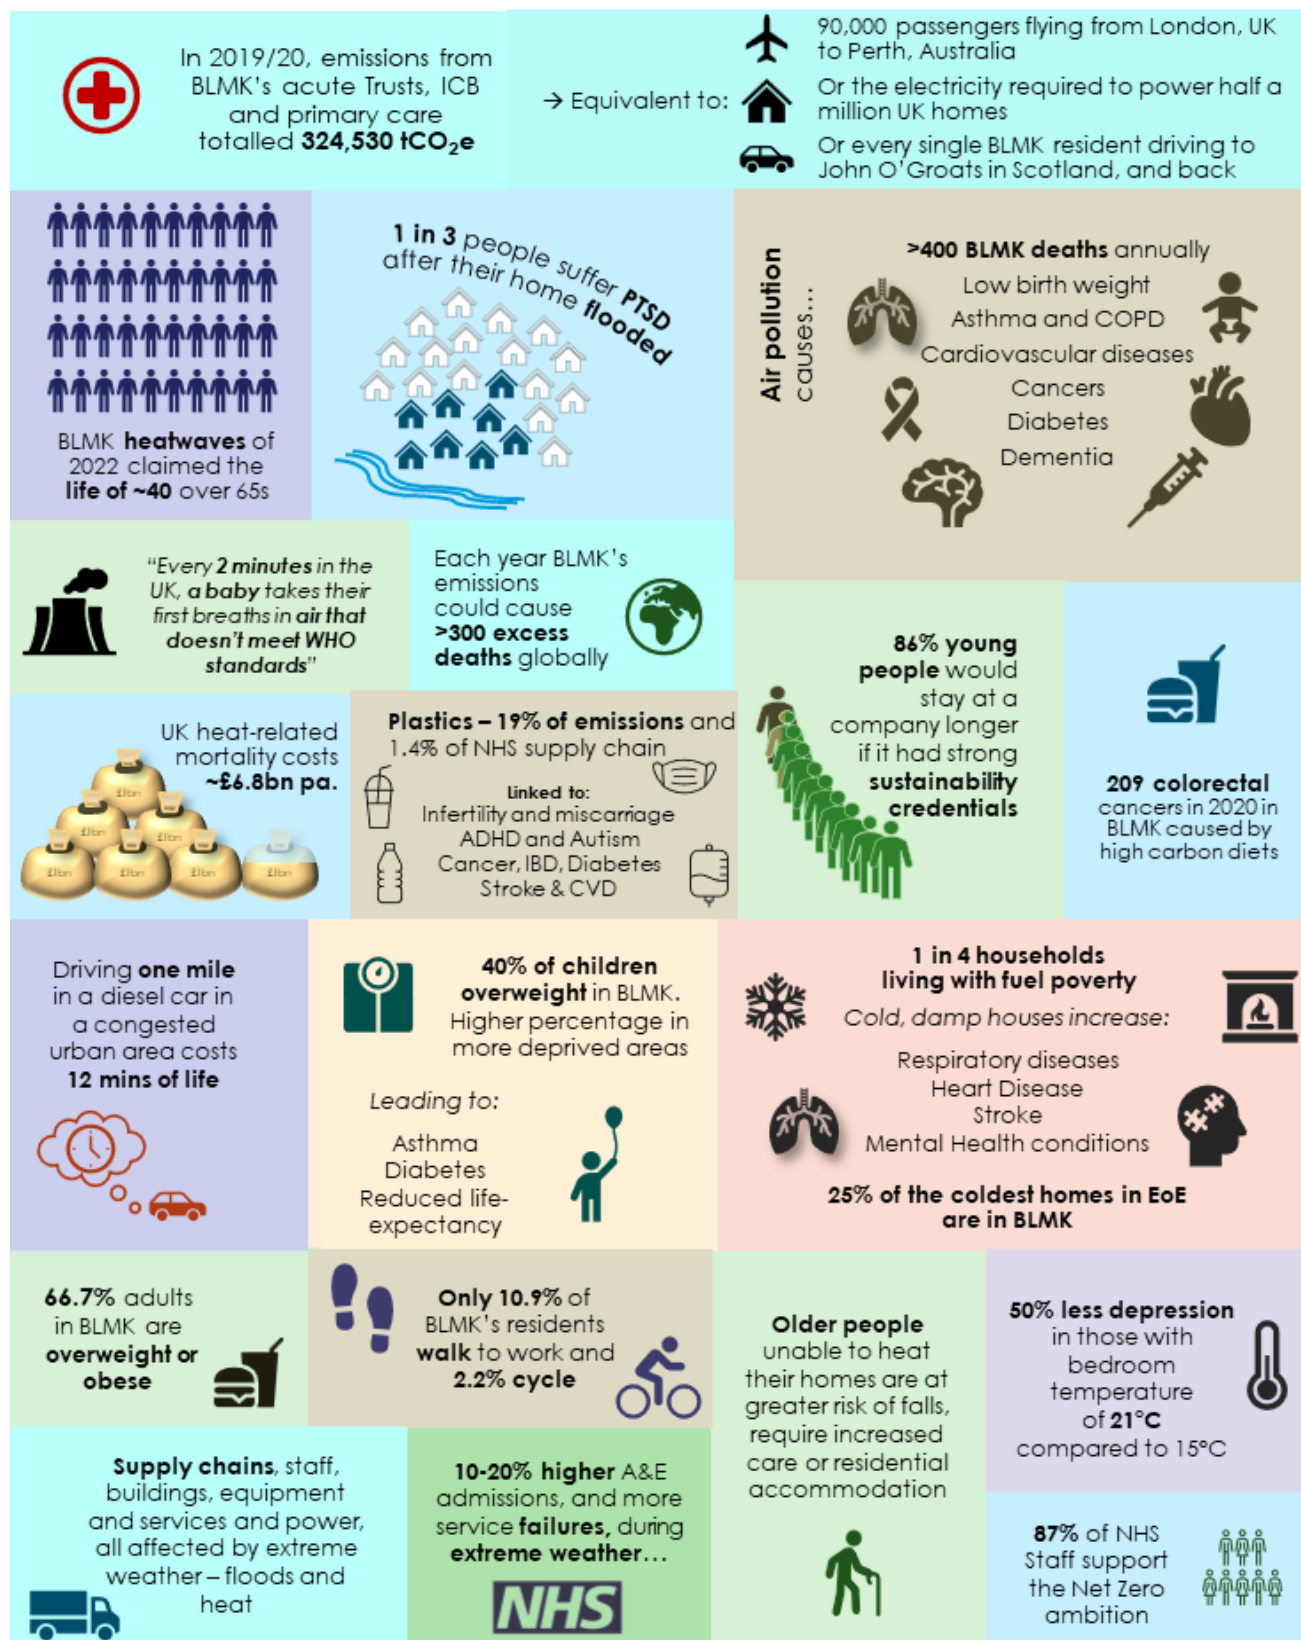 In 2019/20, emissions from
BLMK's acute Trusts, ICB
and primary care
totalled 324,530 tCO₂e
→ Equivalent to:
90,000 passengers flying from London, UK
to Perth, Australia
Or the electricity required to power half a
million UK homes
Or every single BLMK resident driving to
John O'Groats in Scotland, and back
BLMK heatwaves of
2022 claimed the
life of ~40 over 65s
1 in 3 people suffer PTSD
after their home flooded
Air pollution
causes...
>400 BLMK deaths annually
Low birth weight
Asthma and COPD
Cardiovascular diseases
Cancers
Diabetes
Dementia
"Every 2 minutes in the
UK, a baby takes their
first breaths in air that
doesn't meet WHO
standards"
Each year BLMK's
emissions
could cause
>300 excess
deaths globally
86% young
people would
stay at a
company longer
if it had strong
sustainability
credentials
209 colorectal
cancers in 2020 in
BLMK caused by
high carbon diets
UK heat-related
mortality costs
~£6.8bn pa.
£1bn
£1bn
£1bn
£1bn
£1bn
£1bn
£1bn
Plastics – 19% of emissions and
1.4% of NHS supply chain
Linked to:
Infertility and miscarriage
ADHD and Autism
Cancer, IBD, Diabetes
Stroke & CVD
Driving one mile
in a diesel car in
a congested
urban area costs
12 mins of life
40% of children
overweight in BLMK.
Higher percentage in
more deprived areas
Leading to:
Asthma
Diabetes
Reduced life-
expectancy
1 in 4 households
living with fuel poverty
Cold, damp houses increase:
Respiratory diseases
Heart Disease
Stroke
Mental Health conditions
25% of the coldest homes in EoE
are in BLMK
66.7% adults
in BLMK are
overweight or
obese
Only 10.9% of
BLMK's residents
walk to work and
2.2% cycle
Older people
unable to heat
their homes are at
greater risk of falls,
require increased
care or residential
accommodation
50% less depression
in those with
bedroom
temperature
of 21°C
compared to 15°C
Supply chains, staff,
buildings, equipment
and services and power,
all affected by extreme
weather – floods and
heat
10-20% higher A&E
admissions, and more
service failures, during
extreme weather...
NHS
87% of NHS
Staff support
the Net Zero
ambition